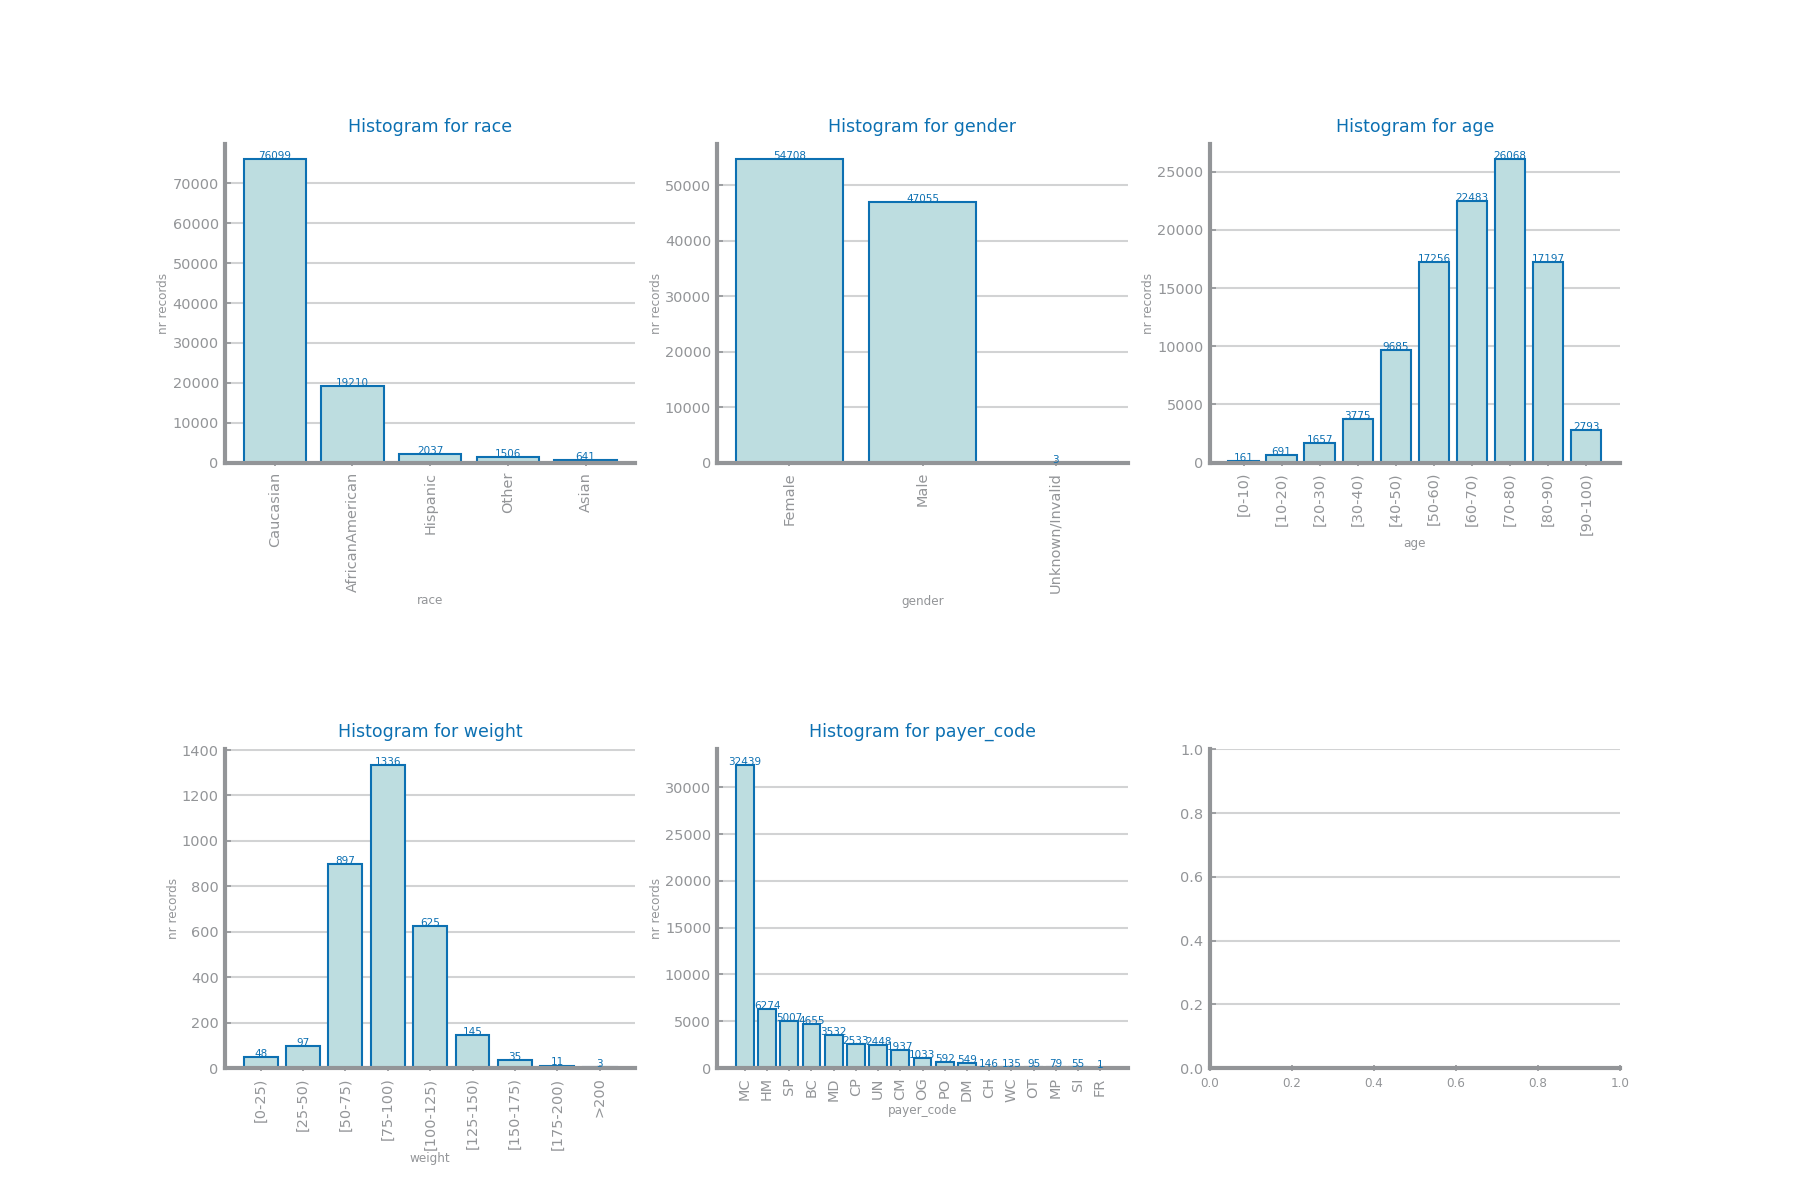 Histogram for race
76099
19210
2037
1506
641
70000
60000
50000
40000
30000
20000
10000
0
nr records
Caucasian
AfricanAmerican
Hispanic
Other
Asian
race
Histogram for gender
54708
47055
3
50000
40000
30000
20000
10000
0
nr records
Female
Male
Unknown/Invalid
gender
Histogram for age
161
691
1657
3775
9685
17256
22483
26068
17197
2793
25000
20000
15000
10000
5000
0
nr records
[0-10)
[10-20)
[20-30)
[30-40)
[40-50)
[50-60)
[60-70)
[70-80)
[80-90)
[90-100)
age
Histogram for weight
48
97
897
1336
625
145
35
11
3
1400
1200
1000
800
600
400
200
0
nr records
[0-25)
[25-50)
[50-75)
[75-100)
[100-125)
[125-150)
[150-175)
[175-200)
>200
weight
Histogram for payer_code
32439
6274
5007
4655
3532
2533
2448
1937
1033
592
549
146
135
95
79
55
1
30000
25000
20000
15000
10000
5000
0
nr records
MC
HM
SP
BC
MD
CP
UN
CM
OG
PO
DM
CH
WC
OT
MP
SI
FR
payer_code
1.0
0.8
0.6
0.4
0.2
0.0
0.0
0.2
0.4
0.6
0.8
1.0